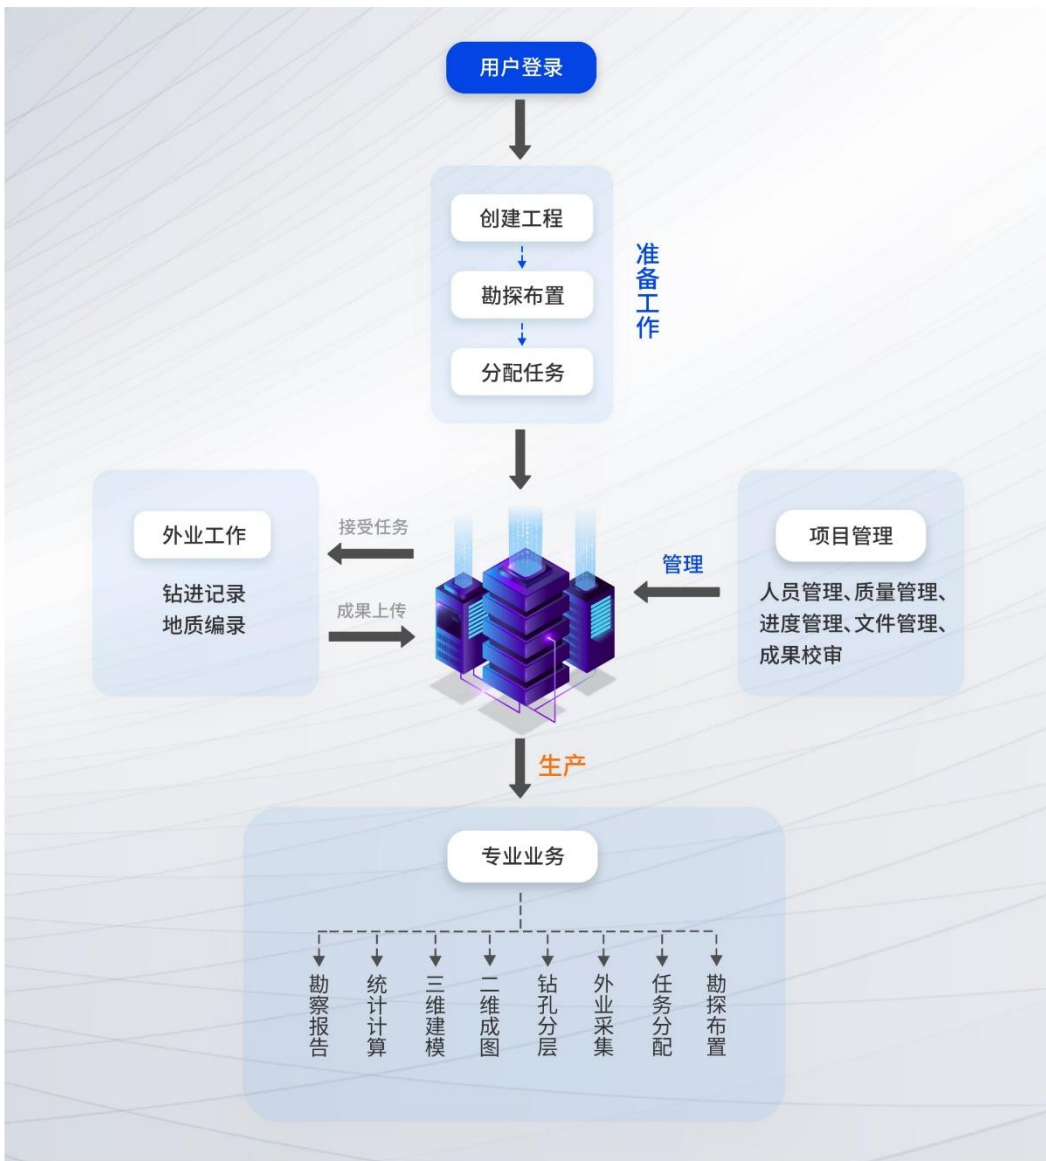 用户登录
创建工程
勘探布置
分配任务
准备工作
外业工作
钻进记录
地质编录
接受任务
成果上传
管理
项目管理
人员管理、质量管理、
进度管理、文件管理、
成果校审
生产
专业业务
勘察报告
统计计算
三维建模
二维成图
钻孔分层
外业采集
任务分配
勘探布置